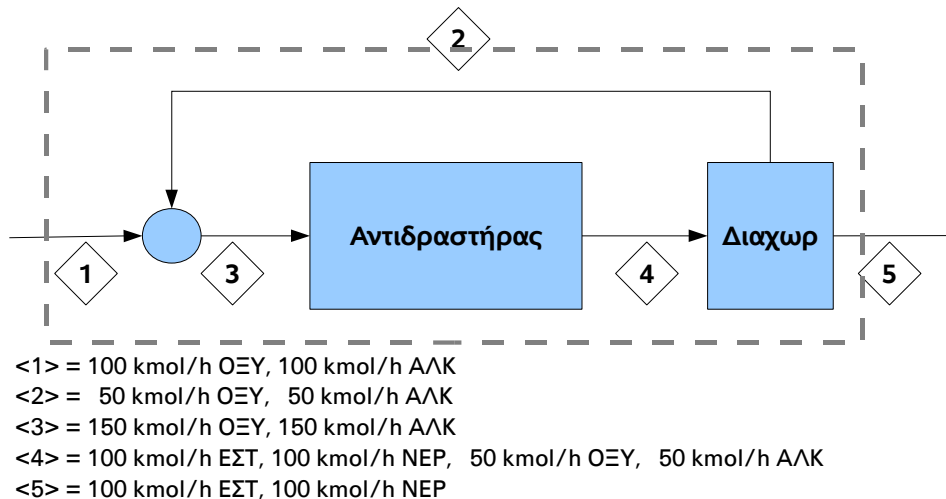 2
Αντιδραστήρας
Διαχωρ
1
3
4
5
<1> = 100 kmol/h ΟΞΥ, 100 kmol/h ΑΛΚ
<2> = 50 kmol/h ΟΞΥ, 50 kmol/h ΑΛΚ
<3> = 150 kmol/h ΟΞΥ, 150 kmol/h ΑΛΚ
<4> = 100 kmol/h ΕΣΤ, 100 kmol/h ΝΕΡ, 50 kmol/h ΟΞΥ, 50 kmol/h ΑΛΚ
<5> = 100 kmol/h ΕΣΤ, 100 kmol/h ΝΕΡ